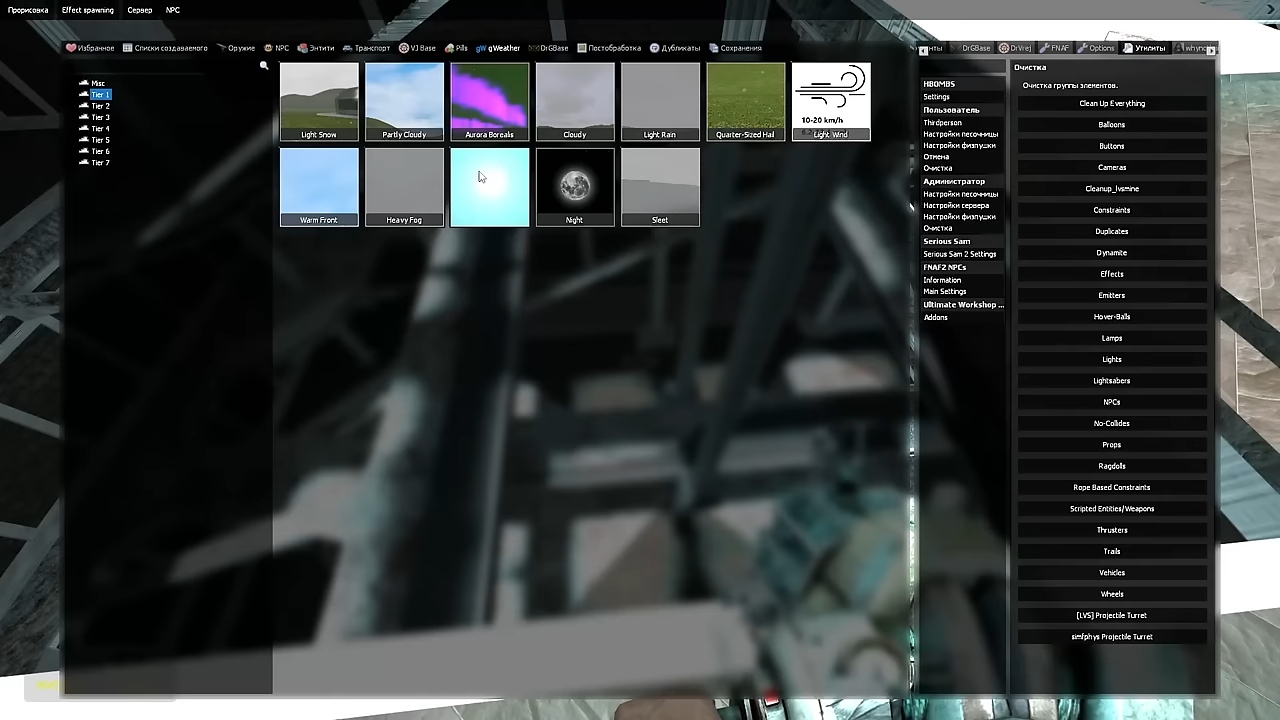 Прорисовка Effect spawning Сервер NPC
Избранное Списки создаваемого Оружие NPC Энтити Транспорт VJ Base Pills gWeather DrGBase Постобработка Дубликаты Сохранения
DrGBase DrVrej FNAF Options Утилиты
Misc
Tier 1
Tier 2
Tier 3
Tier 4
Tier 5
Tier 6
Tier 7
10-20 km/h
Light Snow Partly Cloudy Aurora Borealis Cloudy Light Rain Quarter-Sized Hail Light Wind
Warm Front Heavy Fog Night Sleet
HBOMBS
Settings
Пользователь
Thirdperson
Настройки песочницы
Настройки физпушки
Отмена
Очистка
Администратор
Настройки песочницы
Настройки сервера
Настройки физпушки
Очистка
Serious Sam
Serious Sam 2 Settings
FNAF2 NPCs
Information
Main Settings
Ultimate Workshop ...
Addons
Очистка
Очистка группы элементов.
Clean Up Everything
Balloons
Buttons
Cameras
Cleanup_lvsmine
Constraints
Duplicates
Dynamite
Effects
Emitters
Hover-Balls
Lamps
Lights
Lightsabers
NPCs
No-Collides
Props
Ragdolls
Rope Based Constraints
Scripted Entities/Weapons
Thrusters
Trails
Vehicles
Wheels
[LVS] Projectile Turret
simfphys Projectile Turret